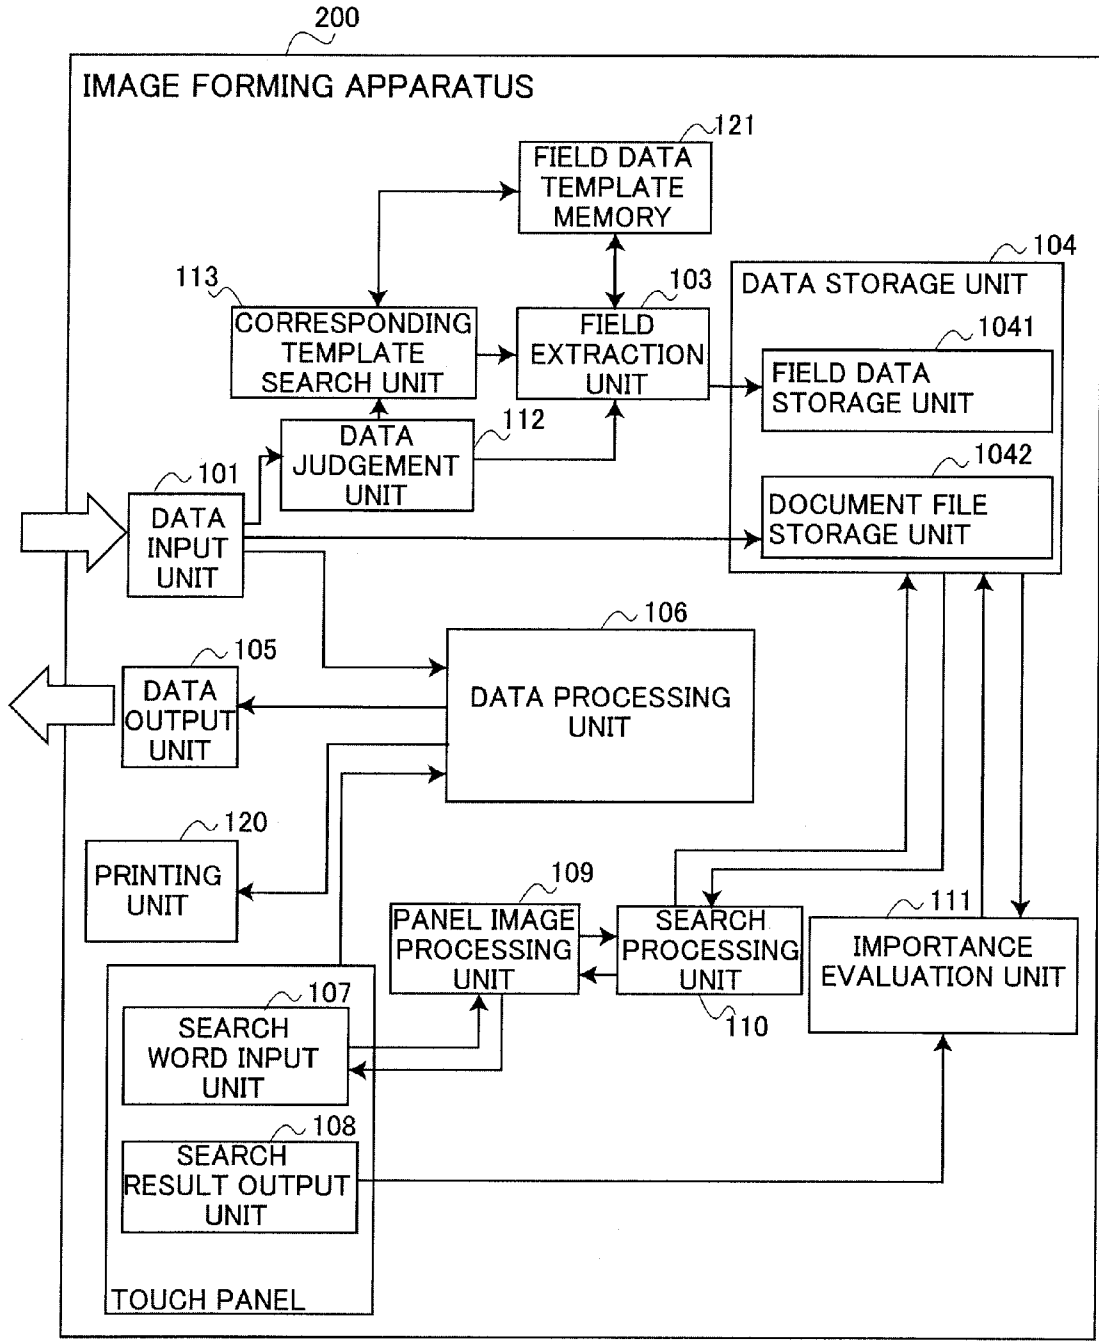 200
IMAGE FORMING APPARATUS
121
FIELD DATA
TEMPLATE
MEMORY
113
CORRESPONDING
TEMPLATE
SEARCH UNIT
103
FIELD
EXTRACTION
UNIT
104
DATA STORAGE UNIT
1041
FIELD DATA
STORAGE UNIT
1042
DOCUMENT FILE
STORAGE UNIT
112
DATA
JUDGEMENT
UNIT
101
DATA
INPUT
UNIT
106
DATA PROCESSING
UNIT
105
DATA
OUTPUT
UNIT
120
PRINTING
UNIT
109
PANEL IMAGE
PROCESSING
UNIT
SEARCH
PROCESSING
UNIT
110
111
IMPORTANCE
EVALUATION UNIT
107
SEARCH
WORD INPUT
UNIT
108
SEARCH
RESULT OUTPUT
UNIT
TOUCH PANEL